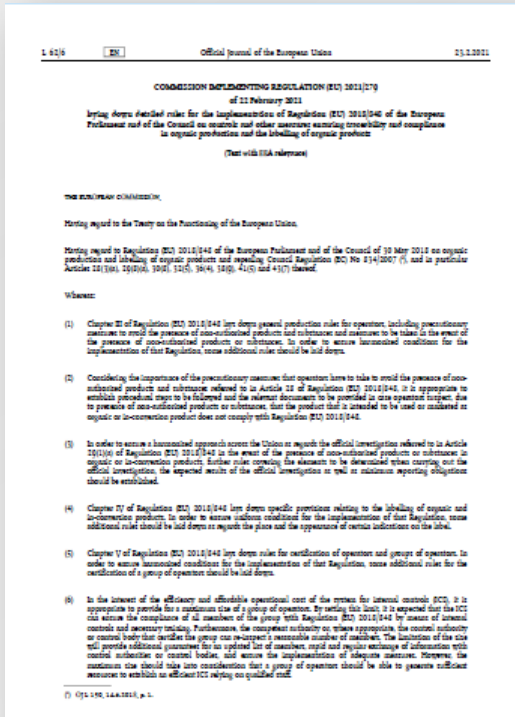 L 62/6 EN Official Journal of the European Union 23.2.2021
COMMISSION IMPLEMENTING REGULATION (EU) 2021/279
of 22 February 2021
laying down detailed rules for the implementation of Regulation (EU) 2018/848 of the European
Parliament and of the Council on controls and other measures ensuring traceability and compliance
in organic production and the labelling of organic products
(Text with EEA relevance)
THE EUROPEAN COMMISSION,
Having regard to the Treaty on the Functioning of the European Union,
Having regard to Regulation (EU) 2018/848 of the European Parliament and of the Council of 30 May 2018 on organic
production and labelling of organic products and repealing Council Regulation (EC) No 834/2007 (¹), and in particular
Articles 28(3)(a), 29(8)(a), 30(8), 32(5), 36(4), 38(9), 41(5) and 43(7) thereof,
Whereas:
(1) Chapter III of Regulation (EU) 2018/848 lays down general production rules for operators, including precautionary
measures to avoid the presence of non-authorised products and substances and measures to be taken in the event of
the presence of non-authorised products or substances. In order to ensure harmonised conditions for the
implementation of that Regulation, some additional rules should be laid down.
(2) Considering the importance of the precautionary measures that operators have to take to avoid the presence of non-
authorised products and substances referred to in Article 28 of Regulation (EU) 2018/848, it is appropriate to
establish procedural steps to be followed and the relevant documents to be provided in case operators suspect, due
to presence of non-authorised products or substances, that the product that is intended to be used or marketed as
organic or in-conversion product does not comply with Regulation (EU) 2018/848.
(3) In order to ensure a harmonised approach across the Union as regards the official investigation referred to in Article
29(1)(a) of Regulation (EU) 2018/848 in the event of the presence of non-authorised products or substances in
organic or in-conversion products, further rules covering the elements to be determined when carrying out the
official investigation, the expected results of the official investigation as well as minimum reporting obligations
should be established.
(4) Chapter IV of Regulation (EU) 2018/848 lays down specific provisions relating to the labelling of organic and
in-conversion products. In order to ensure uniform conditions for the implementation of that Regulation, some
additional rules should be laid down as regards the place and the appearance of certain indications on the label.
(5) Chapter V of Regulation (EU) 2018/848 lays down rules for certification of operators and groups of operators. In
order to ensure harmonised conditions for the implementation of that Regulation, some additional rules for the
certification of a group of operators should be laid down.
(6) In the interest of the efficiency and affordable operational cost of the system for internal controls (ICS), it is
appropriate to provide for a maximum size of a group of operators. By setting this limit, it is expected that the ICS
can ensure the compliance of all members of the group with Regulation (EU) 2018/848 by means of internal
controls and necessary training. Furthermore, the competent authority or, where appropriate, the control authority
or control body that certifies the group can re-inspect a reasonable number of members. The limitation of the size
will provide additional guarantees for an updated list of members, rapid and regular exchange of information with
control authorities or control bodies, and ensure the implementation of adequate measures. However, the
maximum size should take into consideration that a group of operators should be able to generate sufficient
resources to establish an efficient ICS relying on qualified staff.
(¹) OJ L 150, 14.6.2018, p. 1.